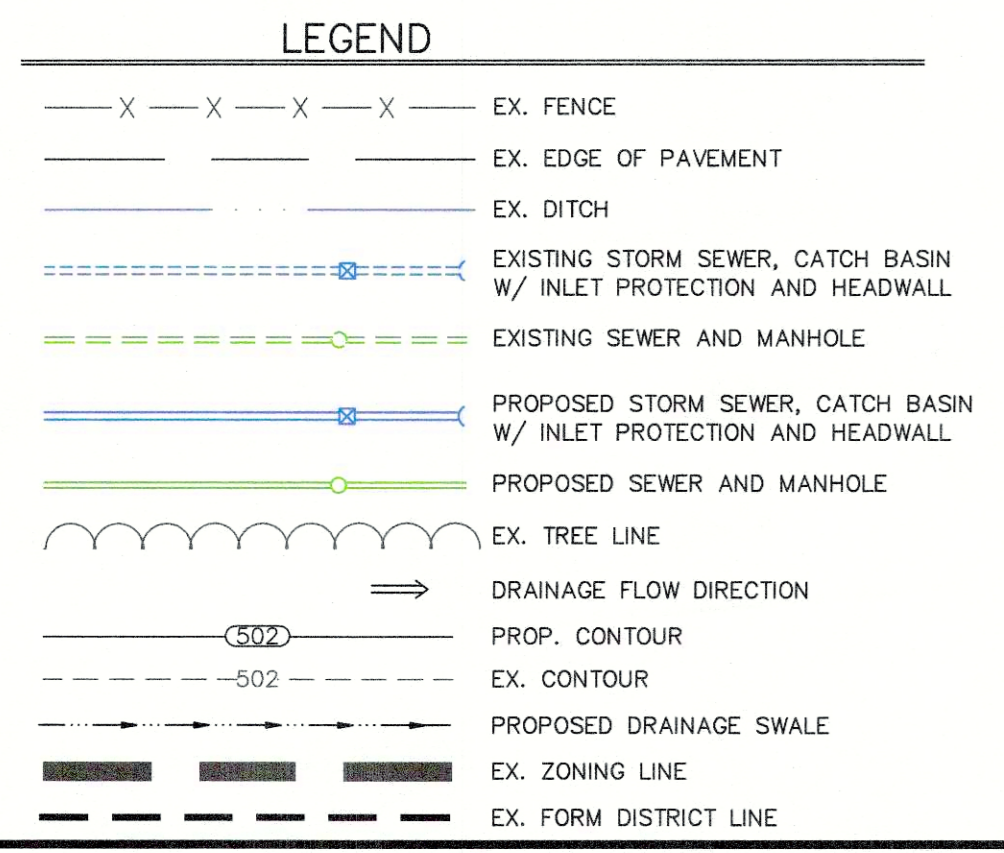 LEGEND
X X X X EX. FENCE
EX. EDGE OF PAVEMENT
EX. DITCH
EXISTING STORM SEWER, CATCH BASIN
W/ INLET PROTECTION AND HEADWALL
EXISTING SEWER AND MANHOLE
PROPOSED STORM SEWER, CATCH BASIN
W/ INLET PROTECTION AND HEADWALL
PROPOSED SEWER AND MANHOLE
EX. TREE LINE
DRAINAGE FLOW DIRECTION
502 PROP. CONTOUR
502 EX. CONTOUR
PROPOSED DRAINAGE SWALE
EX. ZONING LINE
EX. FORM DISTRICT LINE